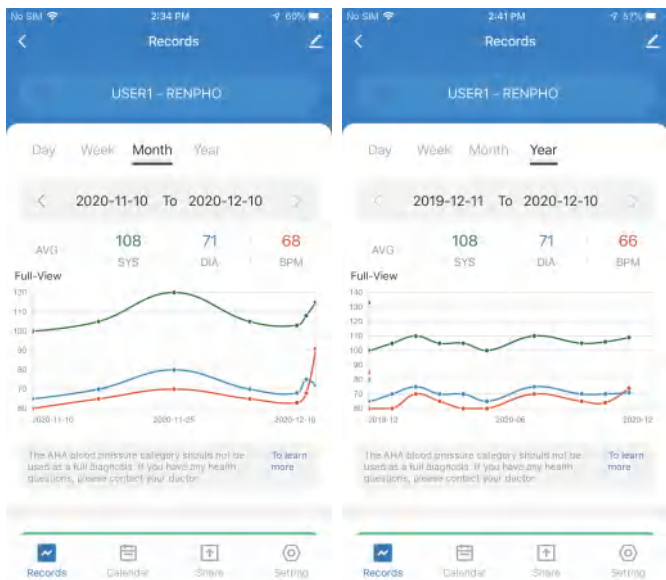 No SIM 2:34 PM 60%
Records
USER1 - RENPHO
Day Week Month Year
2020-11-10 To 2020-12-10
AVG 108 71 68
SYS DIA BPM
Full-View
120
110
100
90
80
70
60
2020-11-10 2020-11-25 2020-12-10
The AHA blood pressure category should not be
used as a full diagnosis. If you have any health
questions, please contact your doctor.
To learn
more
Records Calendar Share Setting
No SIM 2:41 PM 57%
Records
USER1 - RENPHO
Day Week Month Year
2019-12-11 To 2020-12-10
AVG 108 71 66
SYS DIA BPM
Full-View
140
130
120
110
100
90
80
70
60
2019-12 2020-06 2020-12
The AHA blood pressure category should not be
used as a full diagnosis. If you have any health
questions, please contact your doctor.
To learn
more
Records Calendar Share Setting